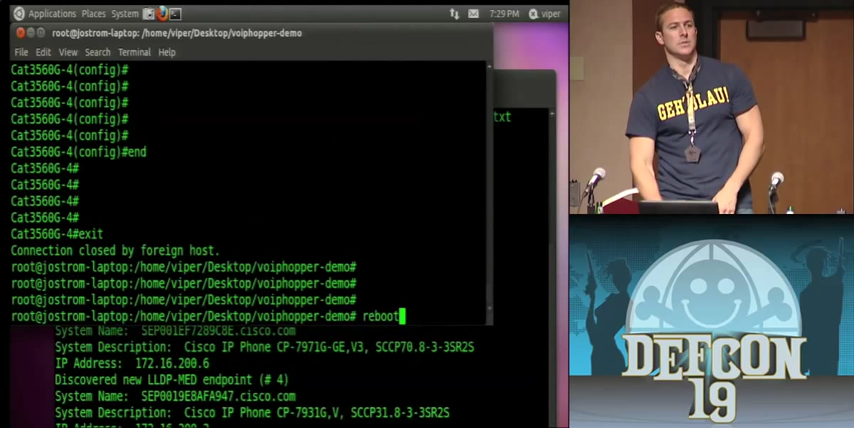 Applications Places System
7:29 PM viper
root@jostrom-laptop: /home/viper/Desktop/voiphopper-demo
File Edit View Search Terminal Help
Cat3560G-4(config)#
Cat3560G-4(config)#
Cat3560G-4(config)#
Cat3560G-4(config)#
Cat3560G-4(config)#
Cat3560G-4(config)#end
Cat3560G-4#
Cat3560G-4#
Cat3560G-4#
Cat3560G-4#
Cat3560G-4#exit
Connection closed by foreign host.
root@jostrom-laptop:/home/viper/Desktop/voiphopper-demo#
root@jostrom-laptop:/home/viper/Desktop/voiphopper-demo#
root@jostrom-laptop:/home/viper/Desktop/voiphopper-demo#
root@jostrom-laptop:/home/viper/Desktop/voiphopper-demo# reboot
txt
System Name: SEP001EF7289C8E.cisco.com
System Description: Cisco IP Phone CP-7971G-GE,V3, SCCP70.8-3-3SR2S
IP Address: 172.16.200.6
Discovered new LLDP-MED endpoint (# 4)
System Name: SEP0019E8AFA947.cisco.com
System Description: Cisco IP Phone CP-7931G,V, SCCP31.8-3-3SR2S
GEH BLAU!
DEFCON
19